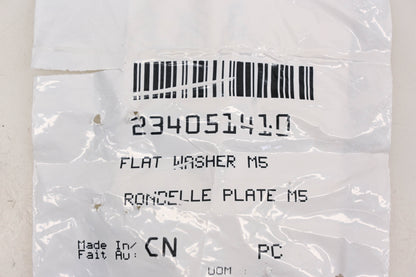 234051410
FLAT WASHER M5
RONDELLE PLATE M5
Made In/ CN PC
Fait Au:
UOM :